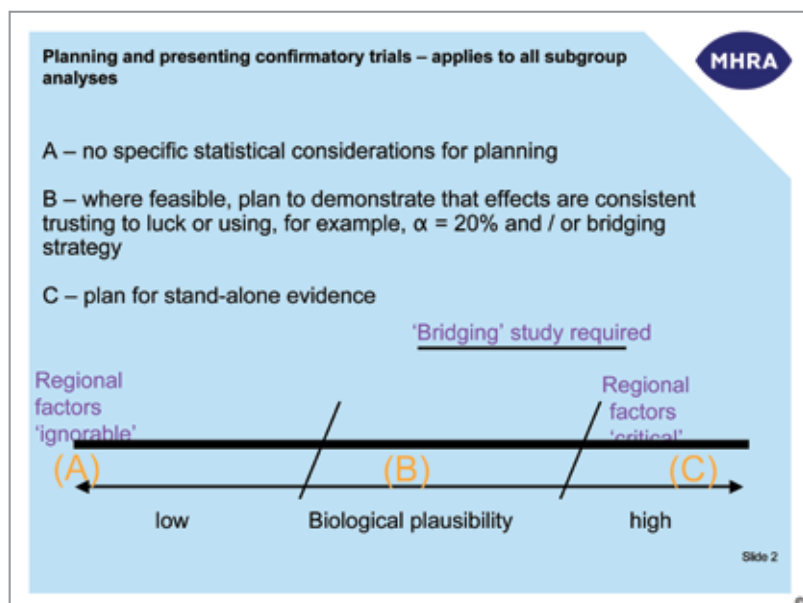 Planning and presenting confirmatory trials – applies to all subgroup
analyses
MHRA
A – no specific statistical considerations for planning
B – where feasible, plan to demonstrate that effects are consistent
trusting to luck or using, for example, α = 20% and / or bridging
strategy
C – plan for stand-alone evidence
'Bridging' study required
Regional
factors
'ignorable'
Regional
factors
'critical'
(A)
(B)
(C)
low
Biological plausibility
high
Slide 2
©